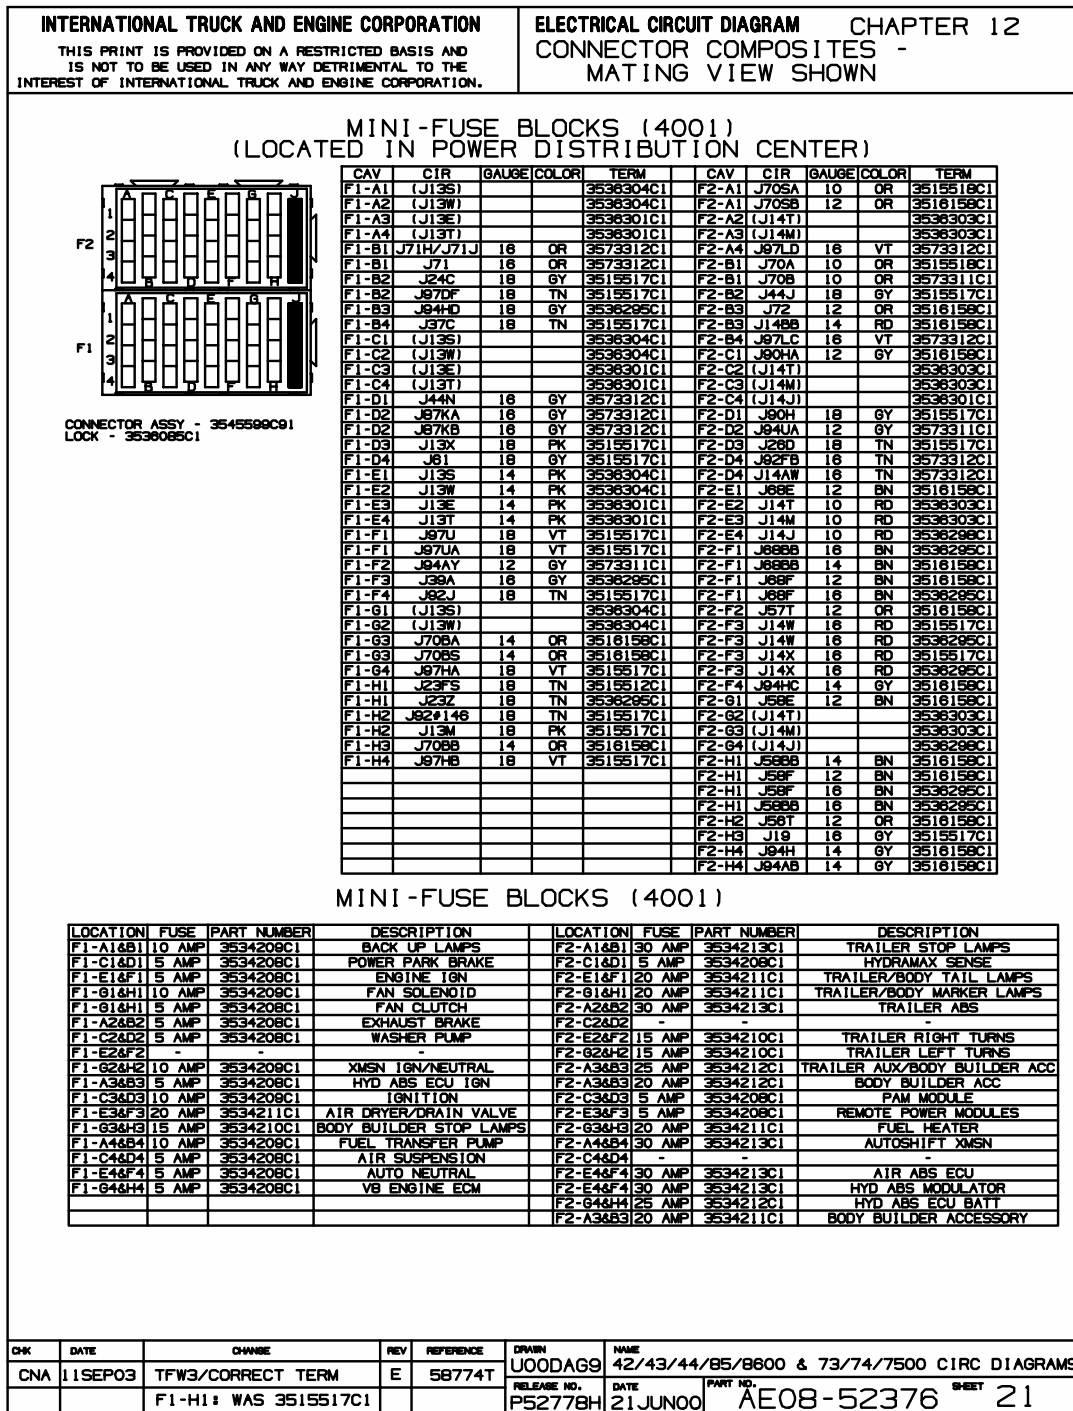 INTERNATIONAL TRUCK AND ENGINE CORPORATION
THIS PRINT IS PROVIDED ON A RESTRICTED BASIS AND
IS NOT TO BE USED IN ANY WAY DETRIMENTAL TO THE
INTEREST OF INTERNATIONAL TRUCK AND ENGINE CORPORATION.
ELECTRICAL CIRCUIT DIAGRAM CHAPTER 12
CONNECTOR COMPOSITES -
MATING VIEW SHOWN
MINI-FUSE BLOCKS (4001)
(LOCATED IN POWER DISTRIBUTION CENTER)
A C E G J
1
2
3
4
F2
B D F H
A C E G J
1
2
3
4
F1
B D F H
CONNECTOR ASSY - 3545599C91
LOCK - 3536085C1
CAV CIR GAUGE COLOR TERM CAV CIR GAUGE COLOR TERM
F1-A1 (J13S) 3536304C1 F2-A1 J70SA 10 OR 3515518C1
F1-A2 (J13W) 3536304C1 F2-A1 J70SB 12 OR 3516158C1
F1-A3 (J13E) 3536301C1 F2-A2 (J14T) 3536303C1
F1-A4 (J13T) 3536301C1 F2-A3 (J14M) 3536303C1
F1-B1 J71H/J71J 16 OR 3573312C1 F2-A4 J97LD 16 VT 3573312C1
F1-B1 J71 16 OR 3573312C1 F2-B1 J70A 10 OR 3515518C1
F1-B2 J24C 18 GY 3515517C1 F2-B1 J70B 10 OR 3573311C1
F1-B2 J97DF 18 TN 3515517C1 F2-B2 J44J 18 GY 3515517C1
F1-B3 J94HD 18 GY 3536295C1 F2-B3 J72 12 OR 3516158C1
F1-B4 J37C 18 TN 3515517C1 F2-B3 J14BB 14 RD 3516158C1
F1-C1 (J13S) 3536304C1 F2-B4 J97LC 16 VT 3573312C1
F1-C2 (J13W) 3536304C1 F2-C1 J90HA 12 GY 3516158C1
F1-C3 (J13E) 3536301C1 F2-C2 (J14T) 3536303C1
F1-C4 (J13T) 3536301C1 F2-C3 (J14M) 3536303C1
F1-D1 J44N 16 GY 3573312C1 F2-C4 (J14J) 3536301C1
F1-D2 J87KA 16 GY 3573312C1 F2-D1 J90H 18 GY 3515517C1
F1-D2 J87KB 16 GY 3573312C1 F2-D2 J94UA 12 GY 3573311C1
F1-D3 J13X 18 PK 3515517C1 F2-D3 J26D 18 TN 3515517C1
F1-D4 J61 18 GY 3515517C1 F2-D4 J92FB 16 TN 3573312C1
F1-E1 J13S 14 PK 3536304C1 F2-D4 J14AW 16 TN 3573312C1
F1-E2 J13W 14 PK 3536304C1 F2-E1 J68E 12 BN 3516158C1
F1-E3 J13E 14 PK 3536301C1 F2-E2 J14T 10 RD 3536303C1
F1-E4 J13T 14 PK 3536301C1 F2-E3 J14M 10 RD 3536303C1
F1-F1 J97U 18 VT 3515517C1 F2-E4 J14J 10 RD 3536298C1
F1-F1 J97UA 18 VT 3515517C1 F2-F1 J68BB 16 BN 3536295C1
F1-F2 J94AY 12 GY 3573311C1 F2-F1 J68BB 14 BN 3516158C1
F1-F3 J39A 16 GY 3536295C1 F2-F1 J68F 12 BN 3516158C1
F1-F4 J92J 18 TN 3515517C1 F2-F1 J68F 16 BN 3536295C1
F1-G1 (J13S) 3536304C1 F2-F2 J57T 12 OR 3516158C1
F1-G2 (J13W) 3536304C1 F2-F3 J14W 16 RD 3515517C1
F1-G3 J70BA 14 OR 3516158C1 F2-F3 J14W 16 RD 3536295C1
F1-G3 J70BS 14 OR 3516158C1 F2-F3 J14X 16 RD 3515517C1
F1-G4 J97HA 18 VT 3515517C1 F2-F3 J14X 16 RD 3536295C1
F1-H1 J23FS 18 TN 3515512C1 F2-F4 J94HC 14 GY 3516158C1
F1-H1 J23Z 18 TN 3536295C1 F2-G1 J58E 12 BN 3516158C1
F1-H2 J92#146 18 TN 3515517C1 F2-G2 (J14T) 3536303C1
F1-H2 J13M 18 PK 3515517C1 F2-G3 (J14M) 3536303C1
F1-H3 J70BB 14 OR 3516158C1 F2-G4 (J14J) 3536298C1
F1-H4 J97HB 18 VT 3515517C1 F2-H1 J58BB 14 BN 3516158C1
F2-H1 J58F 12 BN 3516158C1
F2-H1 J58F 16 BN 3536295C1
F2-H1 J58BB 16 BN 3536295C1
F2-H2 J56T 12 OR 3516158C1
F2-H3 J19 16 GY 3515517C1
F2-H4 J94H 14 GY 3516158C1
F2-H4 J94AB 14 GY 3516158C1
MINI-FUSE BLOCKS (4001)
LOCATION FUSE PART NUMBER DESCRIPTION LOCATION FUSE PART NUMBER DESCRIPTION
F1-A1&B1 10 AMP 3534209C1 BACK UP LAMPS F2-A1&B1 30 AMP 3534213C1 TRAILER STOP LAMPS
F1-C1&D1 5 AMP 3534208C1 POWER PARK BRAKE F2-C1&D1 5 AMP 3534208C1 HYDRAMAX SENSE
F1-E1&F1 5 AMP 3534208C1 ENGINE IGN F2-E1&F1 20 AMP 3534211C1 TRAILER/BODY TAIL LAMPS
F1-G1&H1 10 AMP 3534209C1 FAN SOLENOID F2-G1&H1 20 AMP 3534211C1 TRAILER/BODY MARKER LAMPS
F1-G1&H1 5 AMP 3534208C1 FAN CLUTCH F2-A2&B2 30 AMP 3534213C1 TRAILER ABS
F1-A2&B2 5 AMP 3534208C1 EXHAUST BRAKE F2-C2&D2 - - -
F1-C2&D2 5 AMP 3534208C1 WASHER PUMP F2-E2&F2 15 AMP 3534210C1 TRAILER RIGHT TURNS
F1-E2&F2 - - - F2-G2&H2 15 AMP 3534210C1 TRAILER LEFT TURNS
F1-G2&H2 10 AMP 3534209C1 XMSN IGN/NEUTRAL F2-A3&B3 25 AMP 3534212C1 TRAILER AUX/BODY BUILDER ACC
F1-A3&B3 5 AMP 3534208C1 HYD ABS ECU IGN F2-A3&B3 20 AMP 3534212C1 BODY BUILDER ACC
F1-C3&D3 10 AMP 3534209C1 IGNITION F2-C3&D3 5 AMP 3534208C1 PAM MODULE
F1-E3&F3 20 AMP 3534211C1 AIR DRYER/DRAIN VALVE F2-E3&F3 5 AMP 3534208C1 REMOTE POWER MODULES
F1-G3&H3 15 AMP 3534210C1 BODY BUILDER STOP LAMPS F2-G3&H3 20 AMP 3534211C1 FUEL HEATER
F1-A4&B4 10 AMP 3534209C1 FUEL TRANSFER PUMP F2-A4&B4 30 AMP 3534213C1 AUTOSHIFT XMSN
F1-C4&D4 5 AMP 3534208C1 AIR SUSPENSION F2-C4&D4 - - -
F1-E4&F4 5 AMP 3534208C1 AUTO NEUTRAL F2-E4&F4 30 AMP 3534213C1 AIR ABS ECU
F1-G4&H4 5 AMP 3534208C1 V8 ENGINE ECM F2-E4&F4 30 AMP 3534213C1 HYD ABS MODULATOR
F2-G4&H4 25 AMP 3534212C1 HYD ABS ECU BATT
F2-A3&B3 20 AMP 3534211C1 BODY BUILDER ACCESSORY
CHK DATE CHANGE REV REFERENCE
CNA 11SEP03 TFW3/CORRECT TERM E 58774T
F1-H1: WAS 3515517C1
DRAWN U00DAG9
NAME 42/43/44/85/8600 & 73/74/7500 CIRC DIAGRAMS
RELEASE NO. P52778H
DATE 21JUN00
PART NO. AE08-52376
SHEET 21